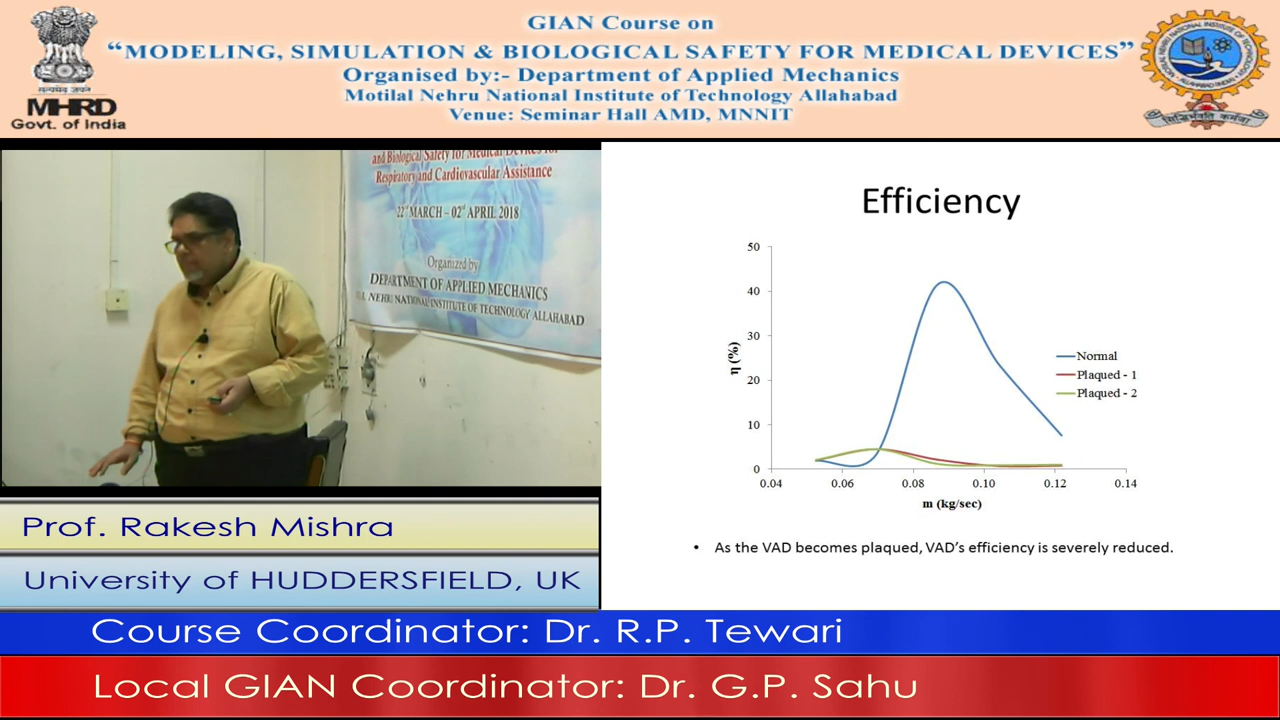 GIAN Course on
“MODELING, SIMULATION & BIOLOGICAL SAFETY FOR MEDICAL DEVICES”
Organised by:- Department of Applied Mechanics
Motilal Nehru National Institute of Technology Allahabad
Venue: Seminar Hall AMD, MNNIT
सत्यमेव जयते
MHRD
Govt. of India
and Biological Safety for Medical Devices for
Respiratory and Cardiovascular Assistance
22nd MARCH – 02nd APRIL 2018
Organized by
DEPARTMENT OF APPLIED MECHANICS
NEHRU NATIONAL INSTITUTE OF TECHNOLOGY ALLAHABAD
Efficiency
50
40
30
20
10
0
η (%)
0.04 0.06 0.08 0.10 0.12 0.14
m (kg/sec)
Normal
Plaqued - 1
Plaqued - 2
• As the VAD becomes plaqued, VAD’s efficiency is severely reduced.
Prof. Rakesh Mishra
University of HUDDERSFIELD, UK
Course Coordinator: Dr. R.P. Tewari
Local GIAN Coordinator: Dr. G.P. Sahu